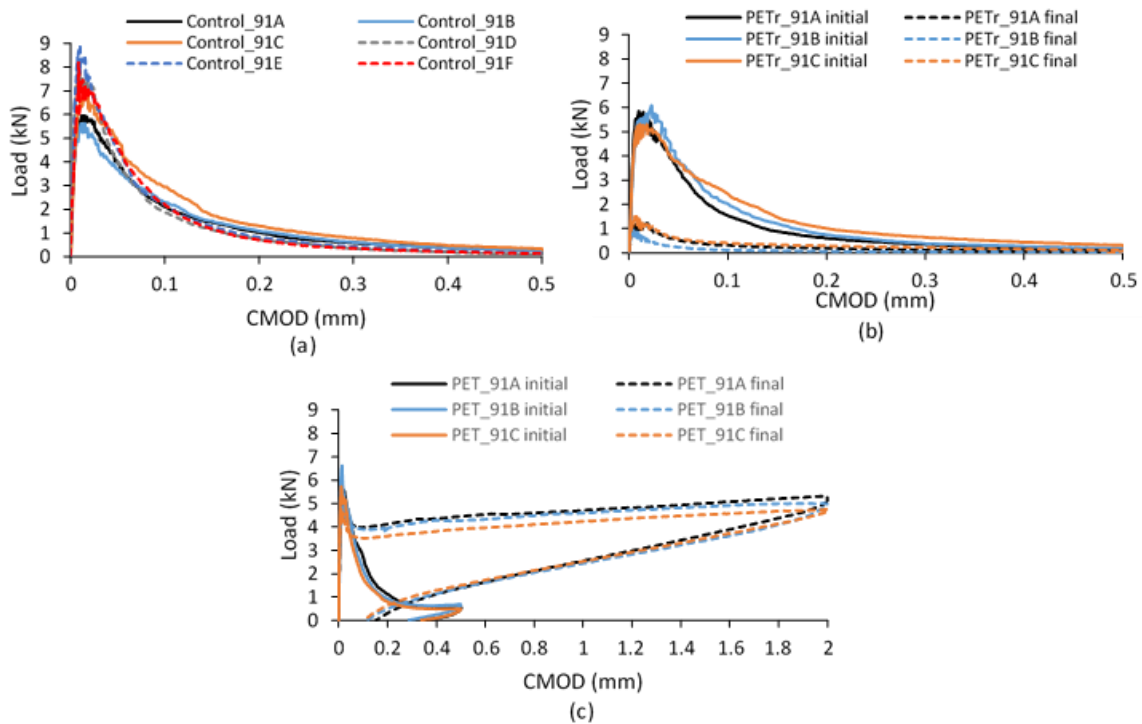 Control_91A Control_91B
Control_91C Control_91D
Control_91E Control_91F
9
8
7
6
5
4
3
2
1
0
Load (kN)
0 0.1 0.2 0.3 0.4 0.5
CMOD (mm)
(a)
PETr_91A initial PETr_91A final
PETr_91B initial PETr_91B final
PETr_91C initial PETr_91C final
9
8
7
6
5
4
3
2
1
0
Load (kN)
0 0.1 0.2 0.3 0.4 0.5
CMOD (mm)
(b)
PET_91A initial PET_91A final
PET_91B initial PET_91B final
PET_91C initial PET_91C final
9
8
7
6
5
4
3
2
1
0
Load (kN)
0 0.2 0.4 0.6 0.8 1 1.2 1.4 1.6 1.8 2
CMOD (mm)
(c)